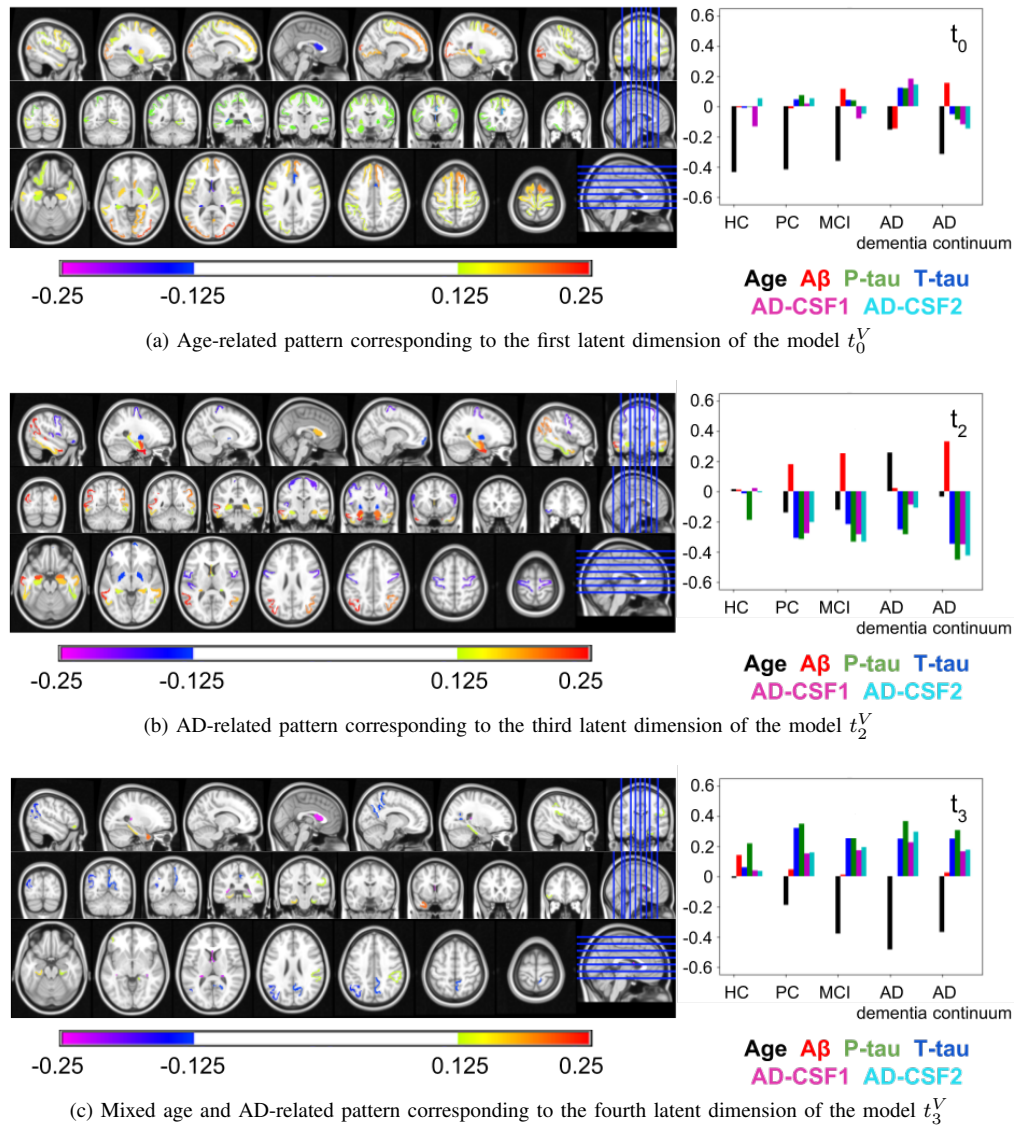 0.6
0.4
0.2
0
-0.2
-0.4
-0.6
t0
HC PC MCI AD AD
dementia continuum
-0.25 -0.125 0.125 0.25
Age Aβ P-tau T-tau
AD-CSF1 AD-CSF2
(a) Age-related pattern corresponding to the first latent dimension of the model t_0^V
0.6
0.4
0.2
0
-0.2
-0.4
-0.6
t2
HC PC MCI AD AD
dementia continuum
-0.25 -0.125 0.125 0.25
Age Aβ P-tau T-tau
AD-CSF1 AD-CSF2
(b) AD-related pattern corresponding to the third latent dimension of the model t_2^V
0.6
0.4
0.2
0
-0.2
-0.4
-0.6
t3
HC PC MCI AD AD
dementia continuum
-0.25 -0.125 0.125 0.25
Age Aβ P-tau T-tau
AD-CSF1 AD-CSF2
(c) Mixed age and AD-related pattern corresponding to the fourth latent dimension of the model t_3^V